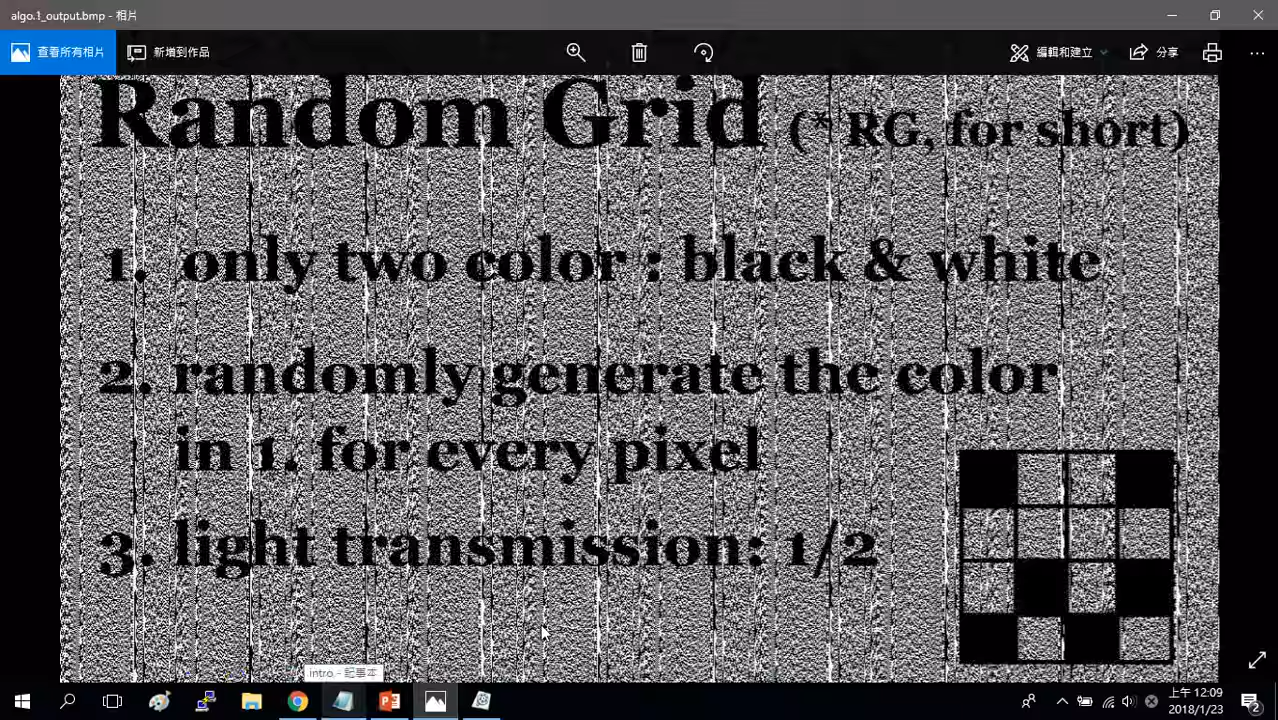 algo.1_output.bmp - 相片
查看所有相片
新增到作品
編輯和建立
分享
Random Grid (* RG, for short)
1. only two color : black & white
2. randomly generate the color
in 1. for every pixel
3. light transmission: 1/2
intro - 記事本
上午 12:09
2018/1/23
2